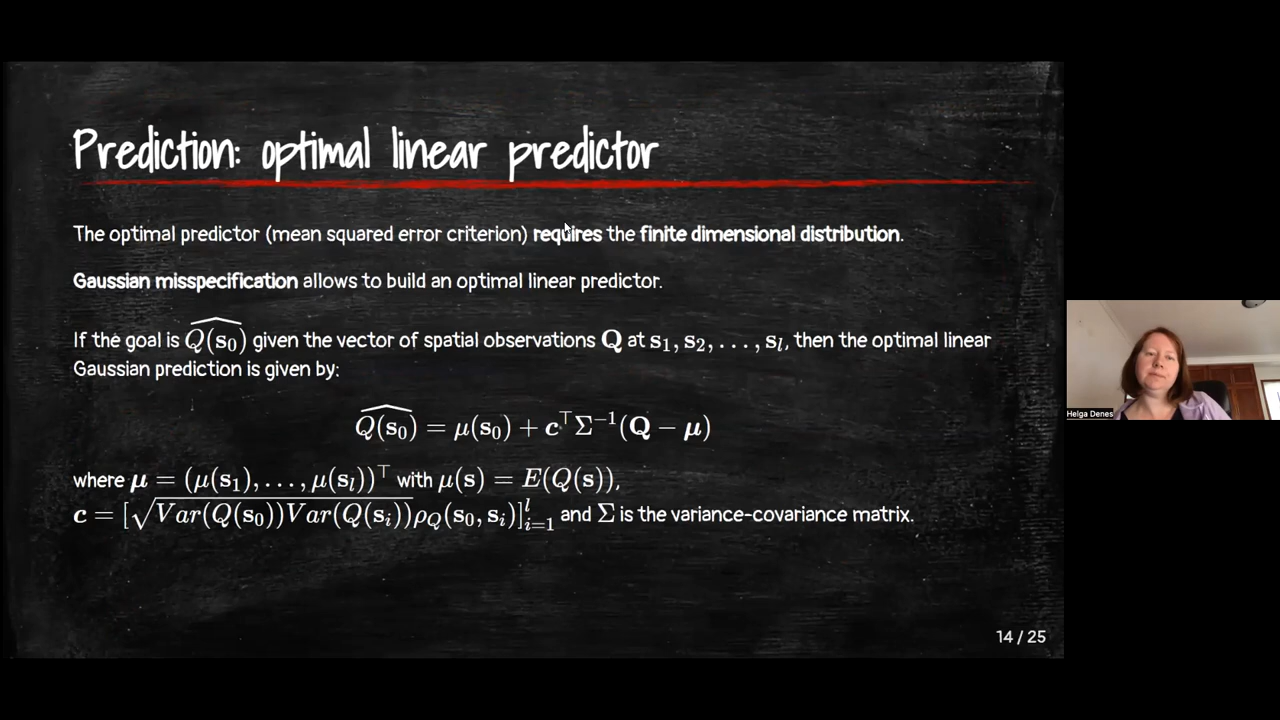 Prediction: optimal linear predictor
The optimal predictor (mean squared error criterion) requires the finite dimensional distribution.
Gaussian misspecification allows to build an optimal linear predictor.
If the goal is $\widehat{Q(\mathbf{s}_0)}$ given the vector of spatial observations $\mathbf{Q}$ at $\mathbf{s}_1, \mathbf{s}_2, \ldots, \mathbf{s}_l$, then the optimal linear
Gaussian prediction is given by:
$\widehat{Q(\mathbf{s}_0)} = \mu(\mathbf{s}_0) + \boldsymbol{c}^\top \Sigma^{-1}(\mathbf{Q} - \boldsymbol{\mu})$
where $\boldsymbol{\mu} = (\mu(\mathbf{s}_1), \ldots, \mu(\mathbf{s}_l))^\top$ with $\mu(\mathbf{s}) = E(Q(\mathbf{s}))$,
$\boldsymbol{c} = [\sqrt{Var(Q(\mathbf{s}_0))Var(Q(\mathbf{s}_i))}\rho_Q(\mathbf{s}_0, \mathbf{s}_i)]_{i=1}^l$ and $\Sigma$ is the variance-covariance matrix.
Helga Denes
14 / 25